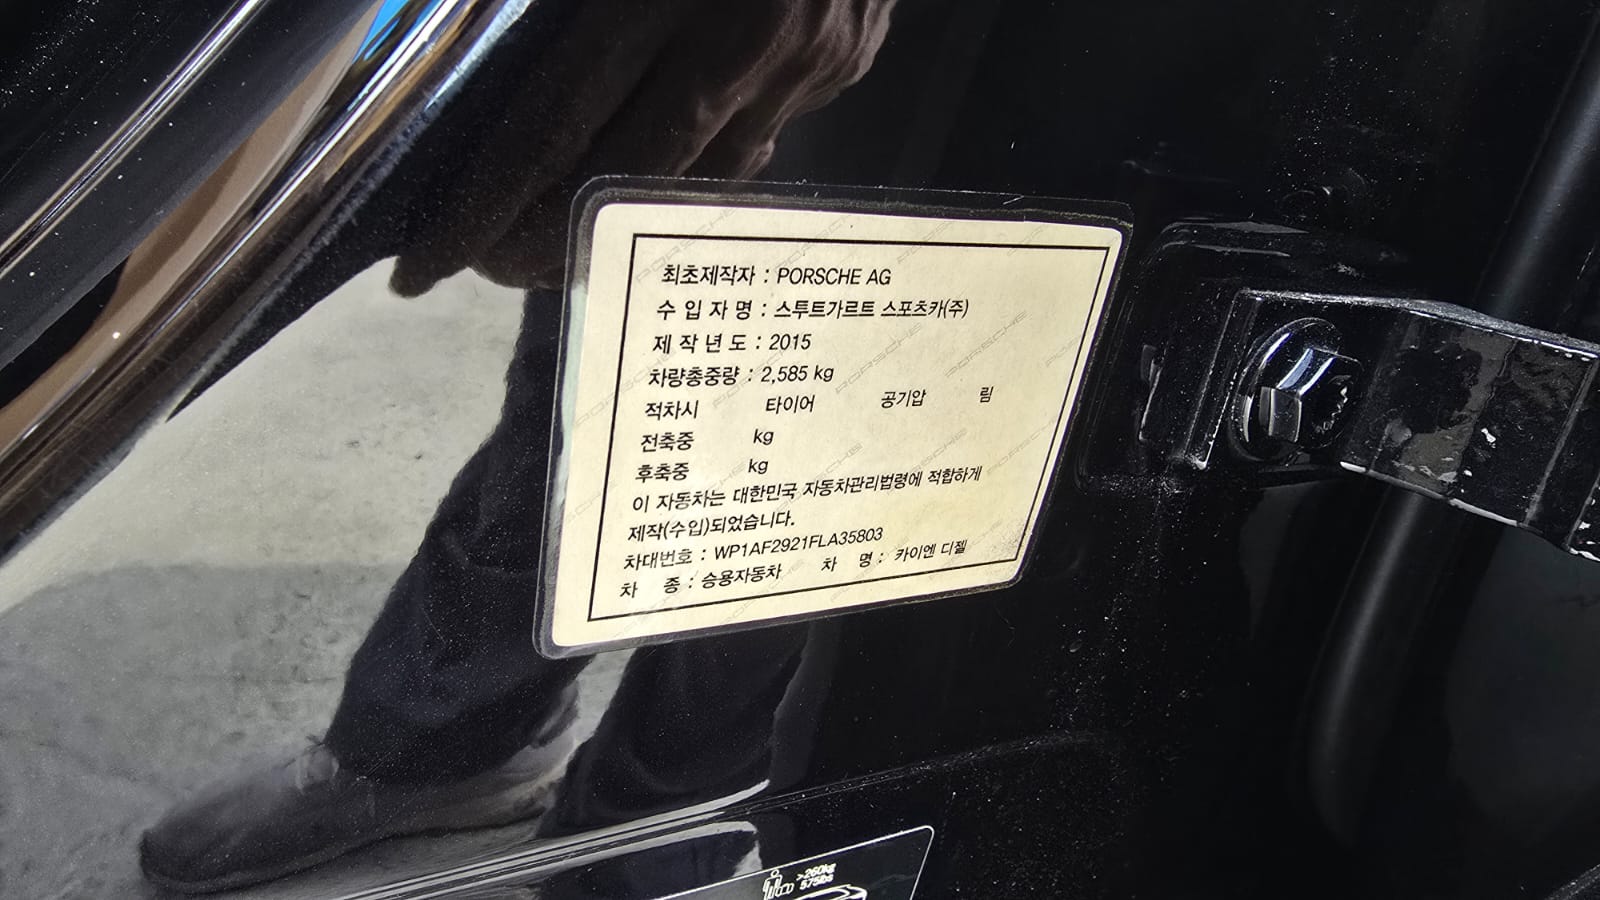 최초제작자 : PORSCHE AG
수 입 자 명 : 스투트가르트 스포츠카(주)
제 작 년 도 : 2015
차량총중량 : 2,585 kg
적차시 타이어 공기압 림
전축중 kg
후축중 kg
이 자동차는 대한민국 자동차관리법령에 적합하게
제작(수입)되었습니다.
차대번호 : WP1AF2921FLA35803
차 종 : 승용자동차 차 명 : 카이엔 디젤
>260kg
575lbs